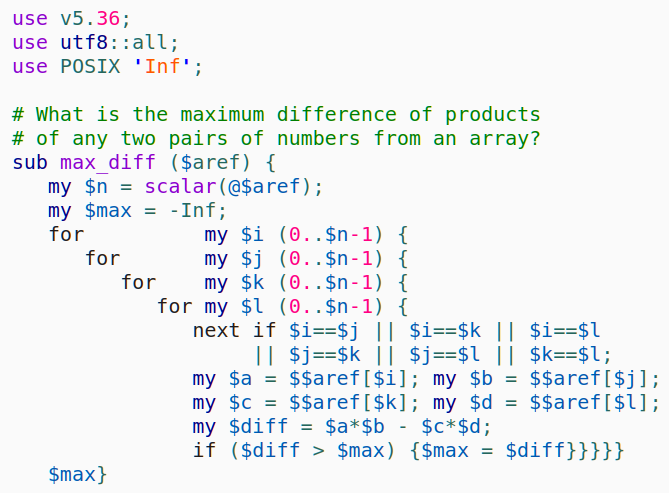 use v5.36;
use utf8::all;
use POSIX 'Inf';

# What is the maximum difference of products
# of any two pairs of numbers from an array?
sub max_diff ($aref) {
   my $n = scalar(@$aref);
   my $max = -Inf;
   for          my $i (0..$n-1) {
      for       my $j (0..$n-1) {
         for    my $k (0..$n-1) {
            for my $l (0..$n-1) {
               next if $i==$j || $i==$k || $i==$l
                    || $j==$k || $j==$l || $k==$l;
               my $a = $$aref[$i]; my $b = $$aref[$j];
               my $c = $$aref[$k]; my $d = $$aref[$l];
               my $diff = $a*$b - $c*$d;
               if ($diff > $max) {$max = $diff}}}}}
   $max}